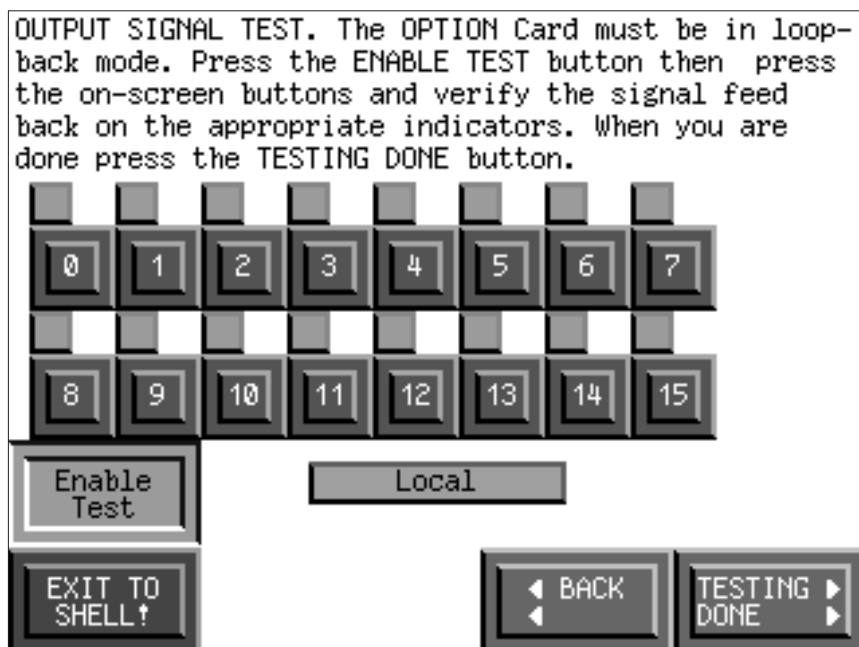 OUTPUT SIGNAL TEST. The OPTION Card must be in loop-
back mode. Press the ENABLE TEST button then press
the on-screen buttons and verify the signal feed
back on the appropriate indicators. When you are
done press the TESTING DONE button.
0 1 2 3 4 5 6 7
8 9 10 11 12 13 14 15
Enable
Test
Local
EXIT TO
SHELL!
BACK
TESTING
DONE